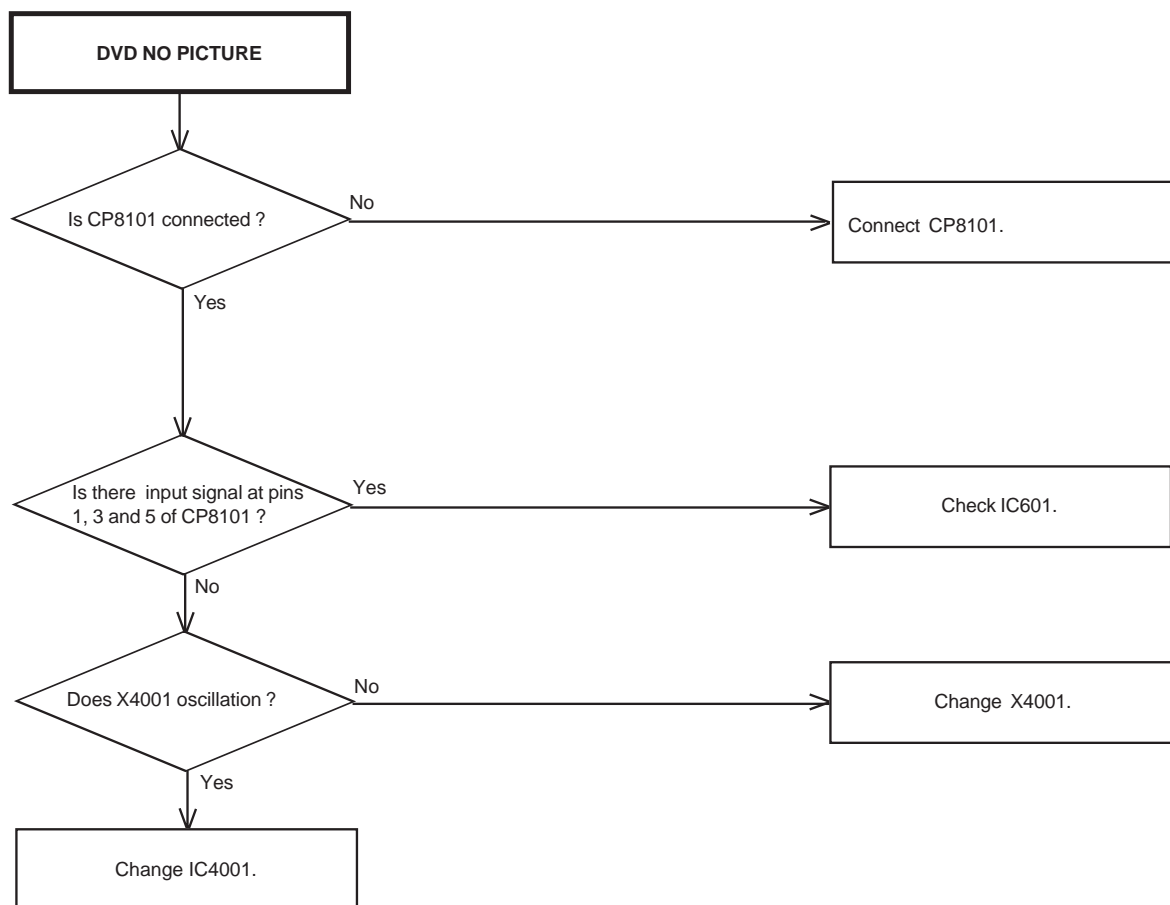 DVD NO PICTURE
Is CP8101 connected ?
No
Connect CP8101.
Yes
Is there input signal at pins
1, 3 and 5 of CP8101 ?
Yes
Check IC601.
No
Does X4001 oscillation ?
No
Change X4001.
Yes
Change IC4001.